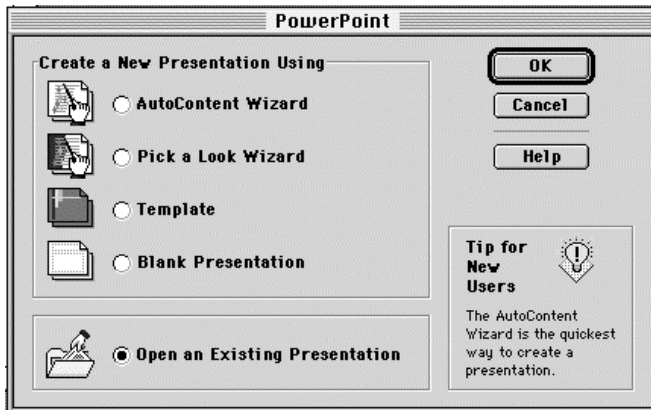 PowerPoint
Create a New Presentation Using
AutoContent Wizard
Pick a Look Wizard
Template
Blank Presentation
Open an Existing Presentation
OK
Cancel
Help
Tip for
New
Users
The AutoContent
Wizard is the quickest
way to create a
presentation.